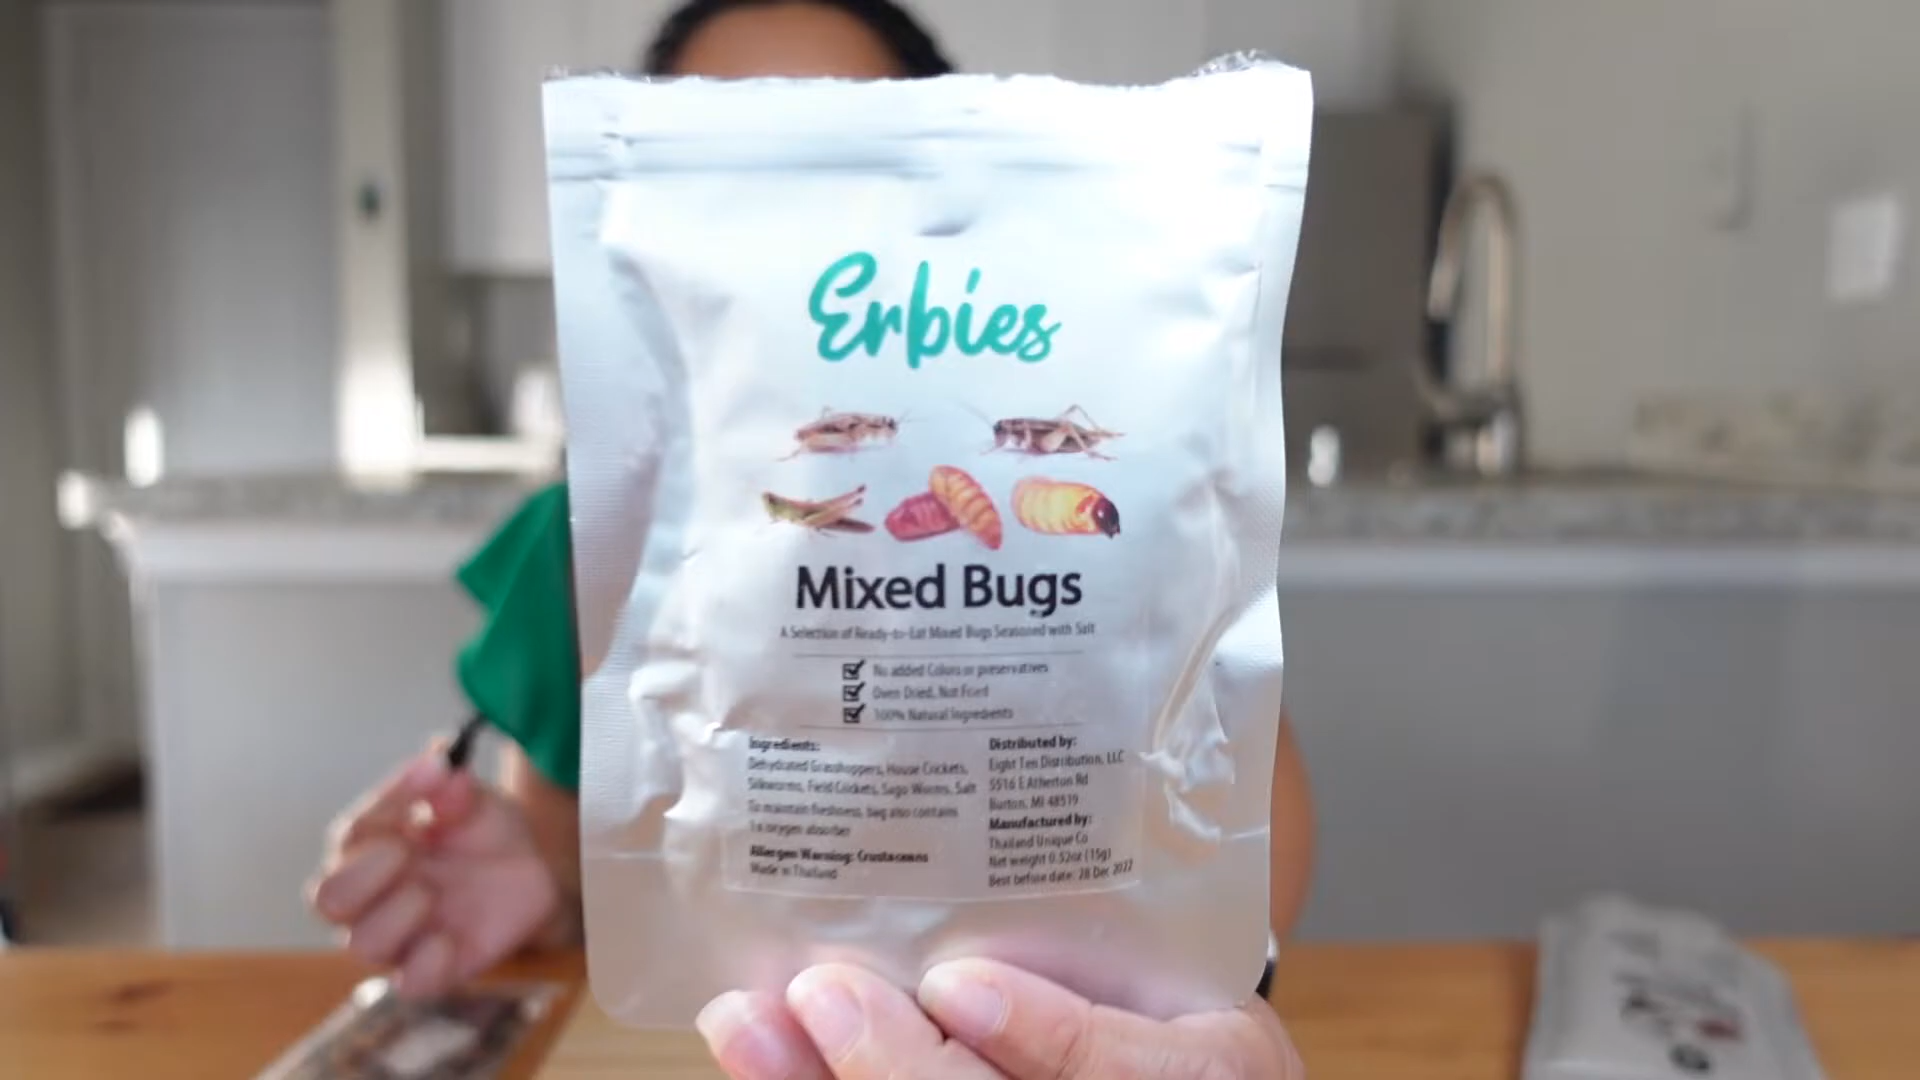 Erbies
Mixed Bugs
A Selection of Ready-to-Eat Mixed Bugs Seasoned with Salt
No added Colors or preservatives
Oven Dried, Not Fried
100% Natural Ingredients
Ingredients:
Dehydrated Grasshoppers, House Crickets,
Silkworms, Field Crickets, Sago Worms, Salt
To maintain freshness, bag also contains
1x oxygen absorber
Allergen Warning: Crustaceans
Made in Thailand
Distributed by:
Eight Ten Distribution, LLC
5516 E Atherton Rd
Burton, MI 48519
Manufactured by:
Thailand Unique Co
Net weight 0.52oz (15g)
Best before date: 28 Dec 2022